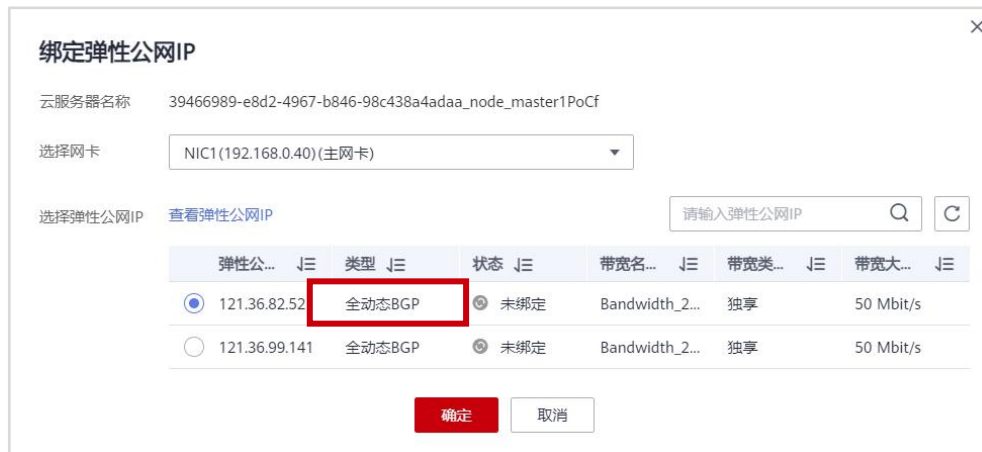 绑定弹性公网IP
云服务器名称 39466989-e8d2-4967-b846-98c438a4adaa_node_master1PoCf
选择网卡 NIC1(192.168.0.40)(主网卡)
选择弹性公网IP 查看弹性公网IP 请输入弹性公网IP
弹性公... 类型 状态 带宽名... 带宽类... 带宽大...
121.36.82.52 全动态BGP 未绑定 Bandwidth_2... 独享 50 Mbit/s
121.36.99.141 全动态BGP 未绑定 Bandwidth_2... 独享 50 Mbit/s
确定 取消